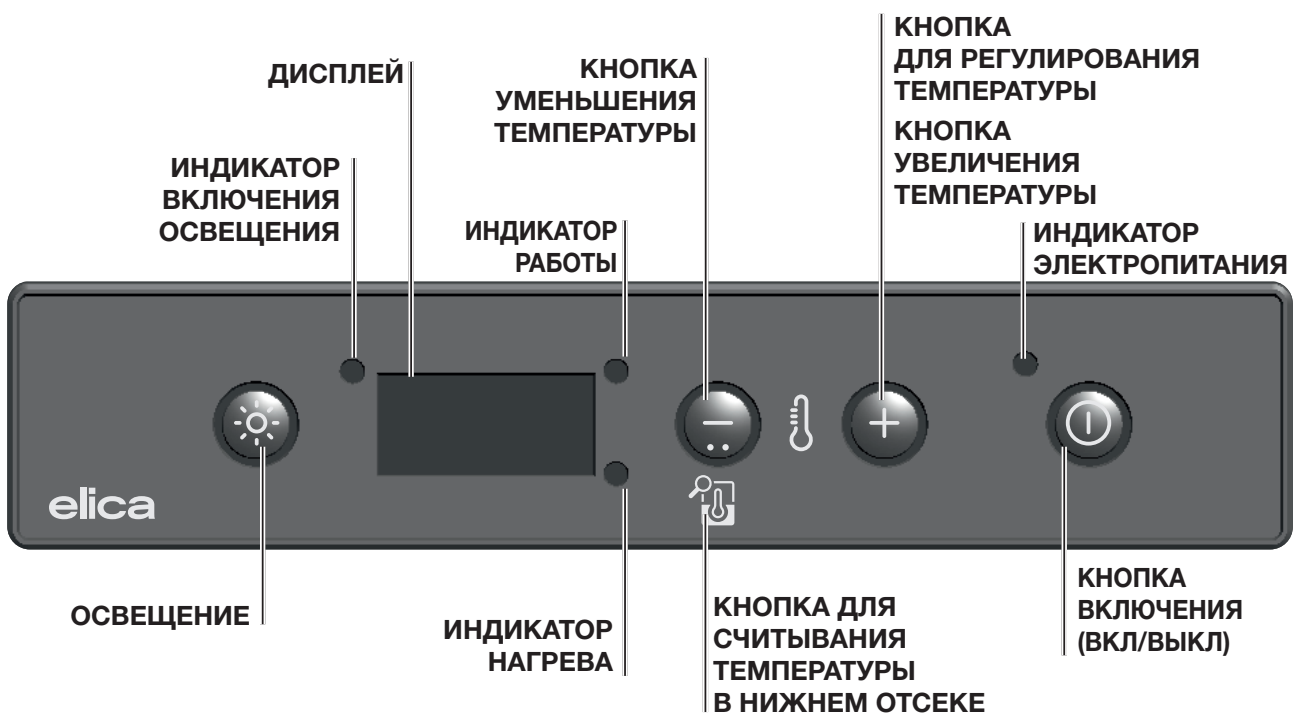 КНОПКА
ДЛЯ РЕГУЛИРОВАНИЯ
ТЕМПЕРАТУРЫ
КНОПКА
УВЕЛИЧЕНИЯ
ТЕМПЕРАТУРЫ
ДИСПЛЕЙ
КНОПКА
УМЕНЬШЕНИЯ
ТЕМПЕРАТУРЫ
ИНДИКАТОР
ВКЛЮЧЕНИЯ
ОСВЕЩЕНИЯ
ИНДИКАТОР
РАБОТЫ
ИНДИКАТОР
ЭЛЕКТРОПИТАНИЯ
elica
ОСВЕЩЕНИЕ
ИНДИКАТОР
НАГРЕВА
КНОПКА ДЛЯ
СЧИТЫВАНИЯ
ТЕМПЕРАТУРЫ
В НИЖНЕМ ОТСЕКЕ
КНОПКА
ВКЛЮЧЕНИЯ
(ВКЛ/ВЫКЛ)